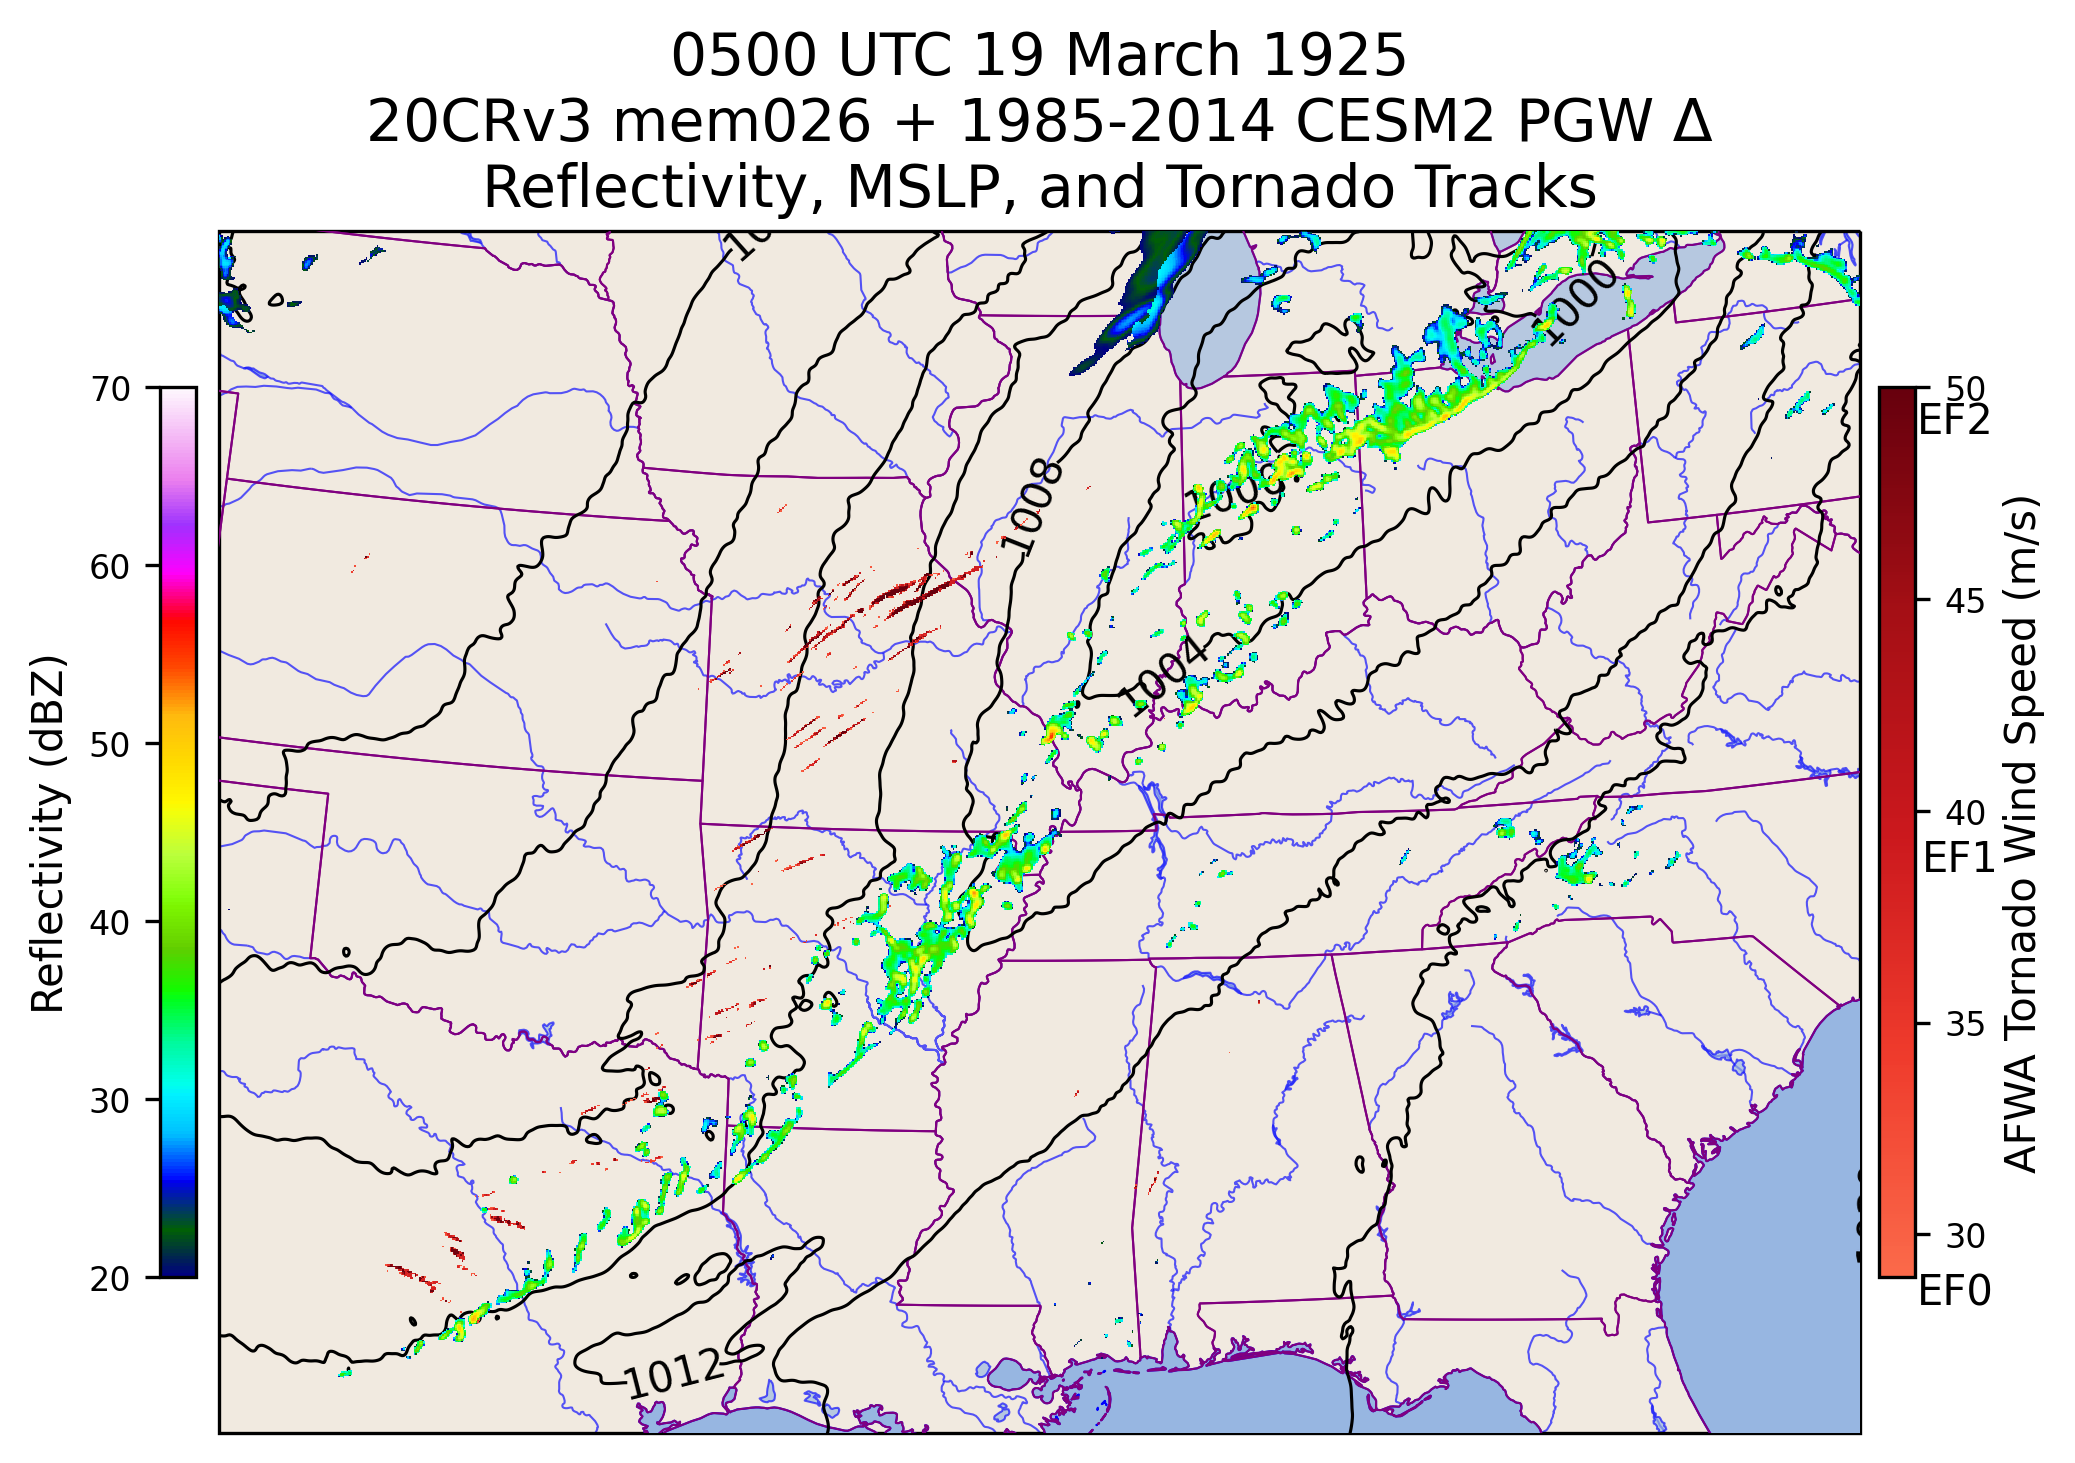 0500 UTC 19 March 1925
20CRv3 mem026 + 1985-2014 CESM2 PGW Δ
Reflectivity, MSLP, and Tornado Tracks
1000
1008
1004
1012
70
60
50
40
30
20
Reflectivity (dBZ)
50
EF2
45
40
EF1
35
30
EF0
AFWA Tornado Wind Speed (m/s)